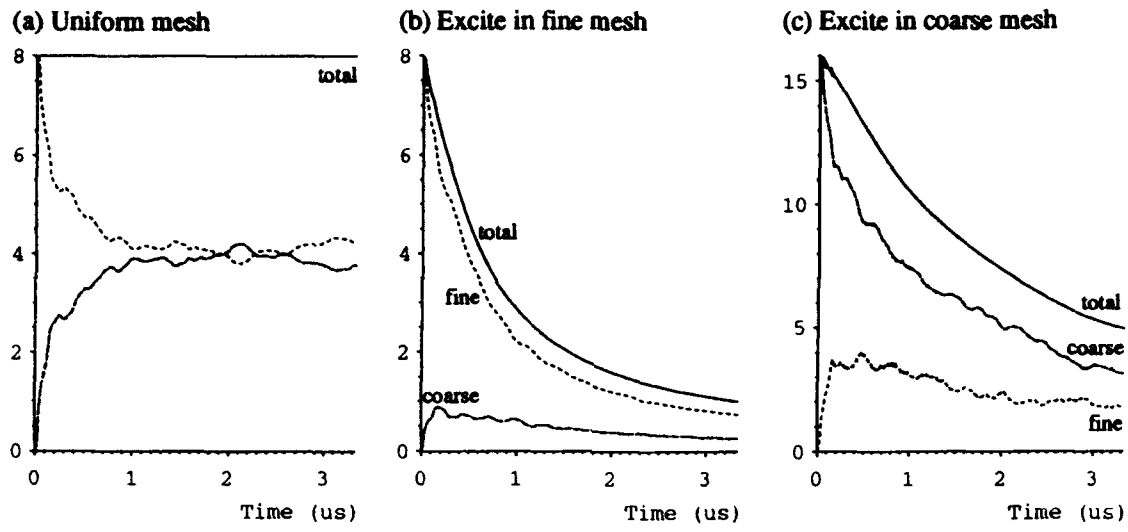 (a) Uniform mesh
8
total
6
4
2
0
0 1 2 3
Time (us)
(b) Excite in fine mesh
8
6
total
4
fine
2
coarse
0
0 1 2 3
Time (us)
(c) Excite in coarse mesh
15
10
total
5
coarse
fine
0
0 1 2 3
Time (us)